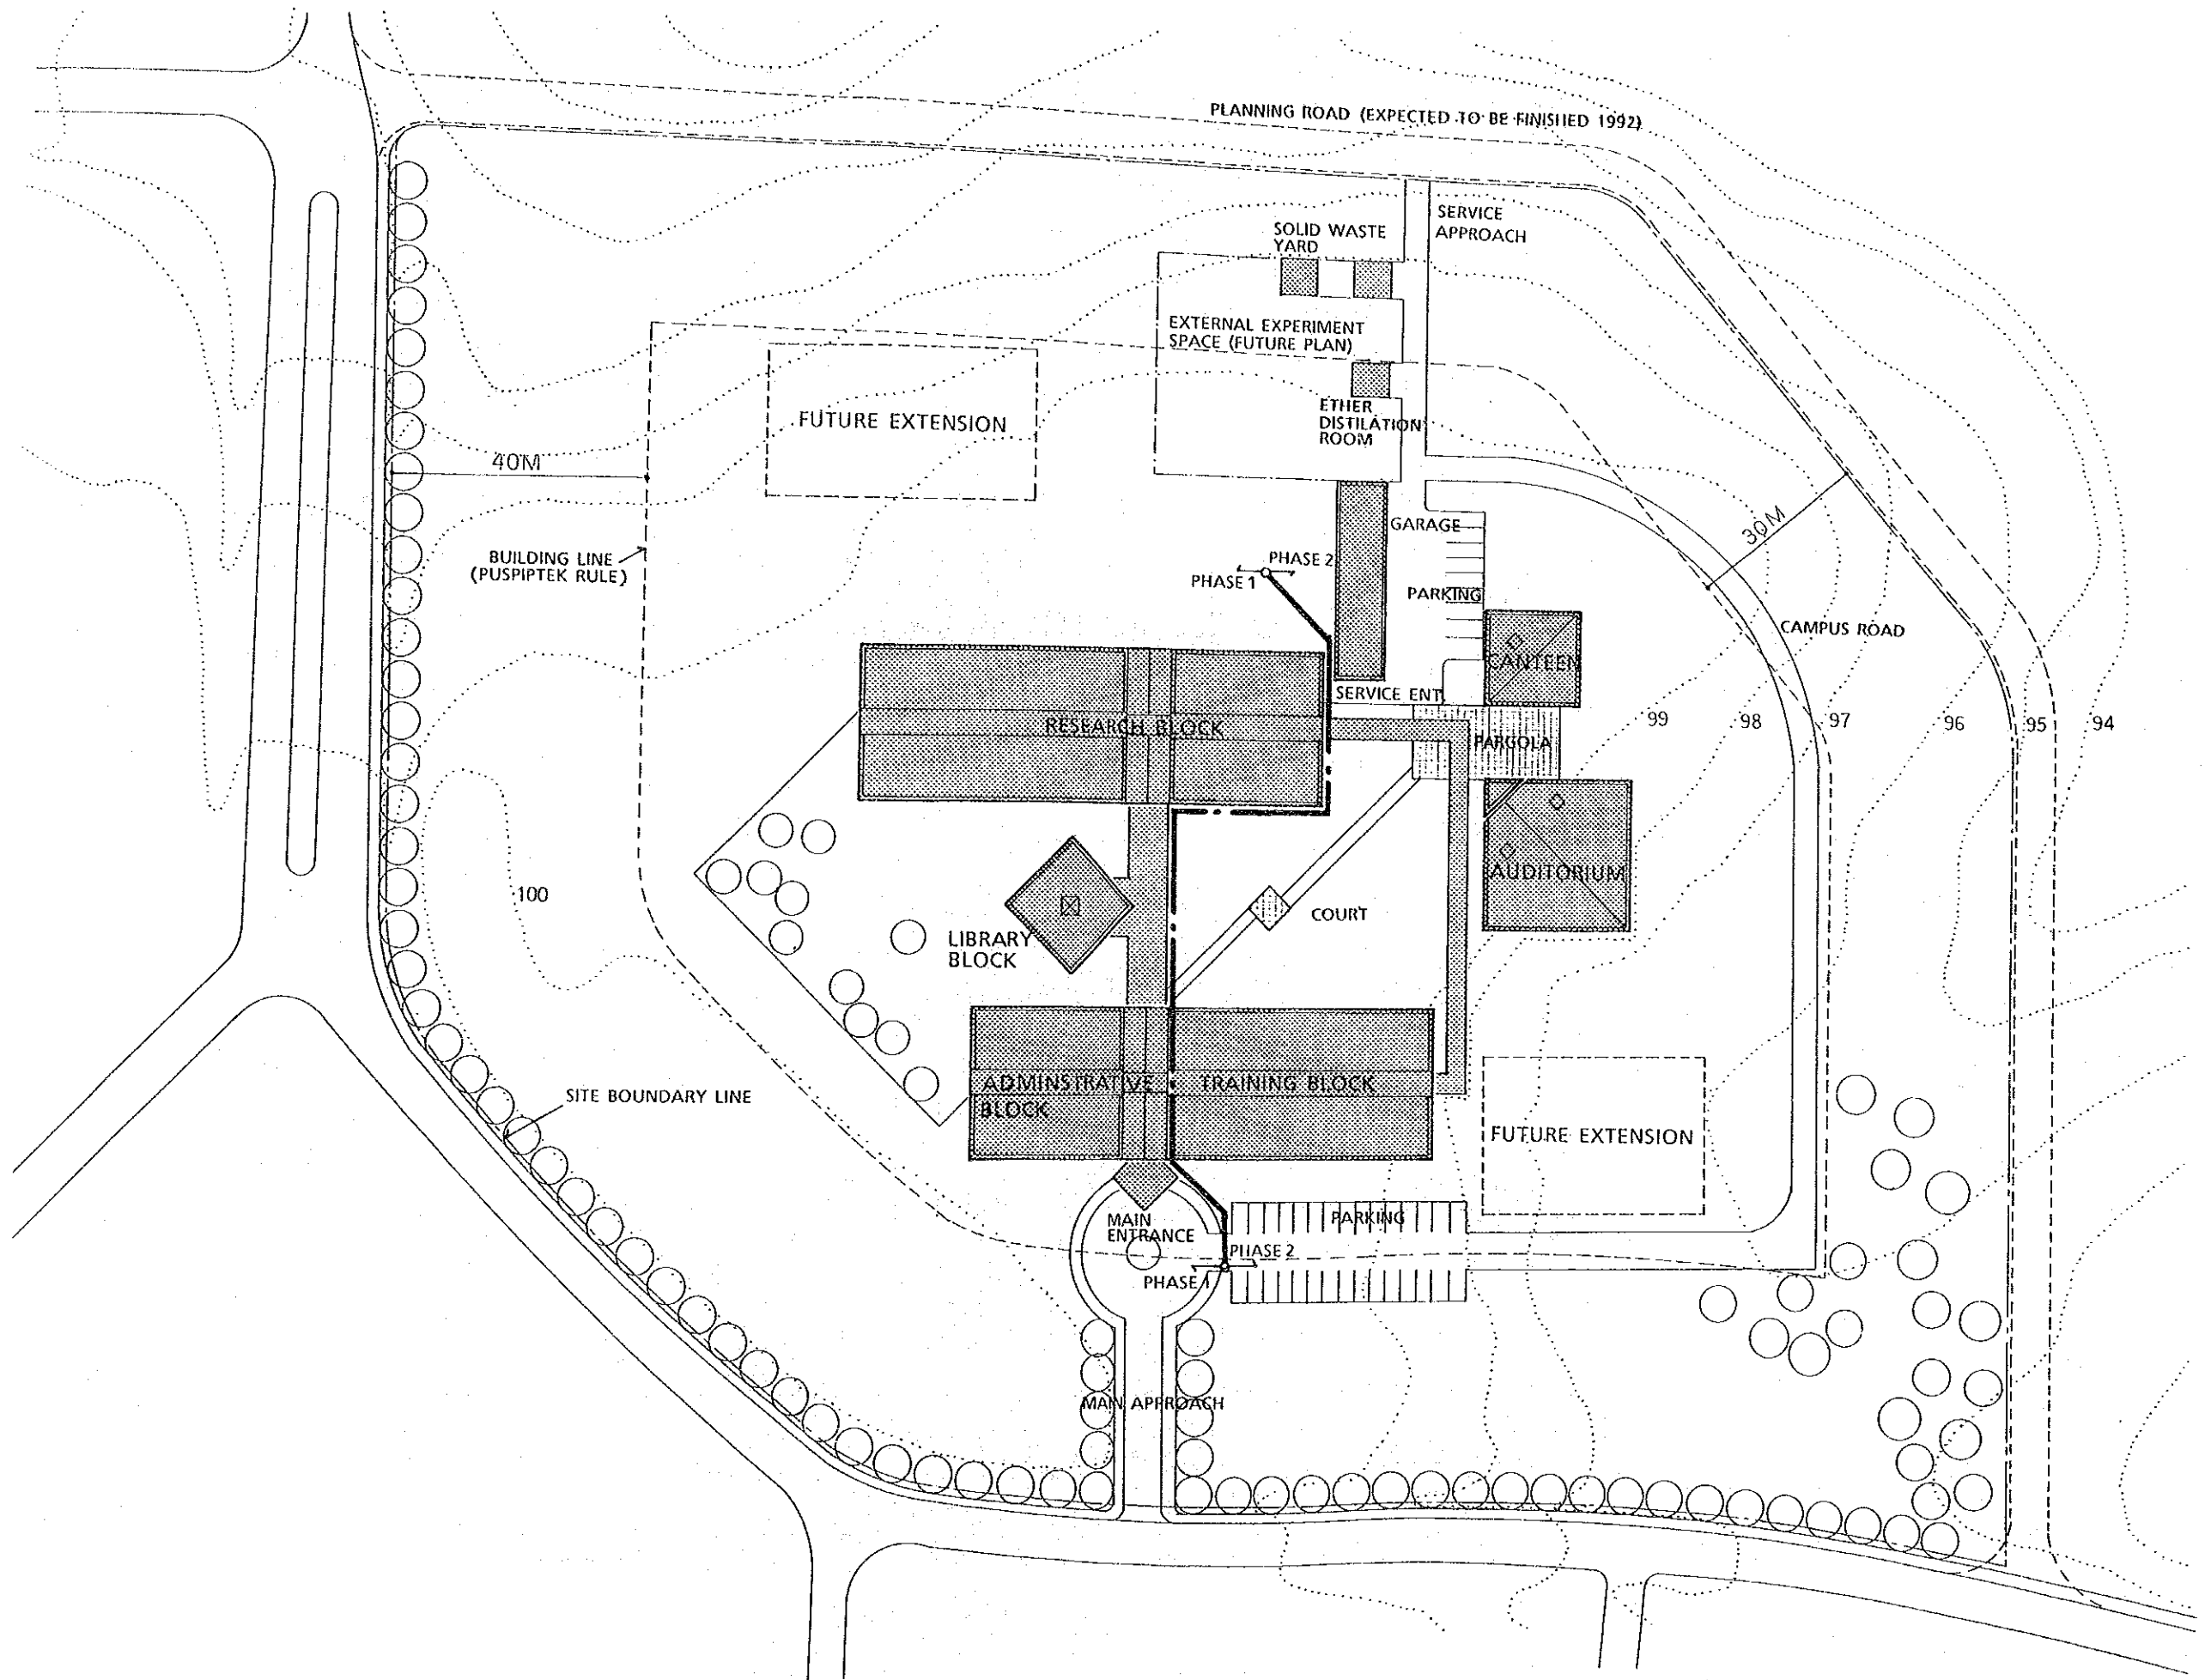 PLANNING ROAD (EXPECTED TO BE FINISHED 1992)
SERVICE
APPROACH
SOLID WASTE
YARD
EXTERNAL EXPERIMENT
SPACE (FUTURE PLAN)
FUTURE EXTENSION
ETHER
DISTILATION
ROOM
40M
GARAGE
30M
BUILDING LINE
(PUSPIPTEK RULE)
PHASE 2
PHASE 1
PARKING
CAMPUS ROAD
CANTEEN
SERVICE ENT.
RESEARCH BLOCK
PARGOLA
99
98
97
96
95
94
AUDITORIUM
100
COURT
LIBRARY
BLOCK
ADMINSTRATIVE
BLOCK
TRAINING BLOCK
SITE BOUNDARY LINE
FUTURE EXTENSION
MAIN
ENTRANCE
PARKING
PHASE 2
PHASE 1
MAIN APPROACH